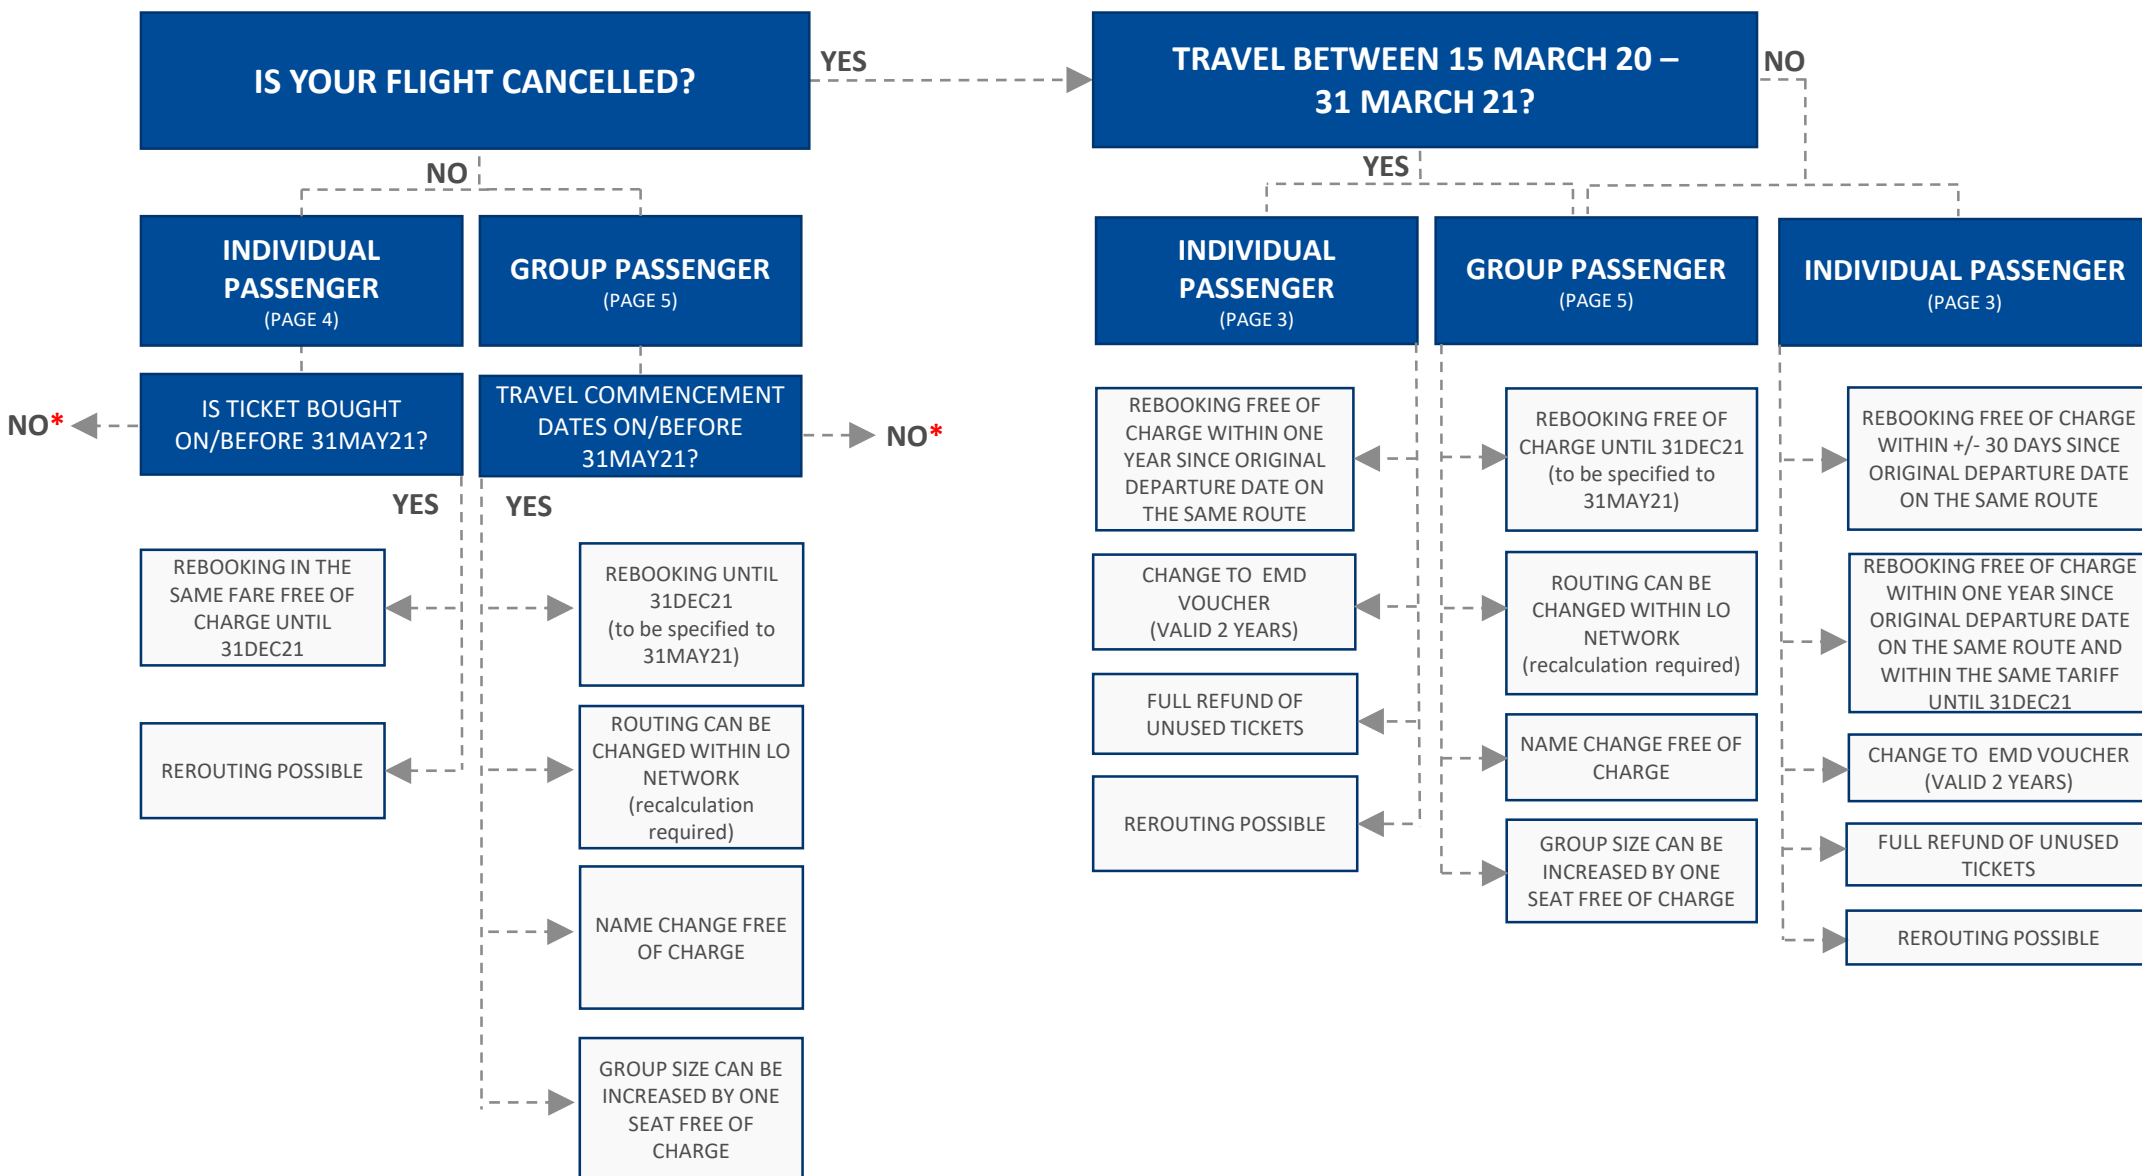 IS YOUR FLIGHT CANCELLED?
YES
TRAVEL BETWEEN 15 MARCH 20 –
31 MARCH 21?
NO
NO
YES
INDIVIDUAL
PASSENGER
(PAGE 4)
GROUP PASSENGER
(PAGE 5)
INDIVIDUAL
PASSENGER
(PAGE 3)
GROUP PASSENGER
(PAGE 5)
INDIVIDUAL PASSENGER
(PAGE 3)
NO*
IS TICKET BOUGHT
ON/BEFORE 31MAY21?
TRAVEL COMMENCEMENT
DATES ON/BEFORE
31MAY21?
NO*
YES
YES
REBOOKING IN THE
SAME FARE FREE OF
CHARGE UNTIL
31DEC21
REROUTING POSSIBLE
REBOOKING UNTIL
31DEC21
(to be specified to
31MAY21)
ROUTING CAN BE
CHANGED WITHIN LO
NETWORK
(recalculation
required)
NAME CHANGE FREE
OF CHARGE
GROUP SIZE CAN BE
INCREASED BY ONE
SEAT FREE OF
CHARGE
REBOOKING FREE OF
CHARGE WITHIN ONE
YEAR SINCE ORIGINAL
DEPARTURE DATE ON
THE SAME ROUTE
CHANGE TO EMD
VOUCHER
(VALID 2 YEARS)
FULL REFUND OF
UNUSED TICKETS
REROUTING POSSIBLE
REBOOKING FREE OF
CHARGE UNTIL 31DEC21
(to be specified to
31MAY21)
ROUTING CAN BE
CHANGED WITHIN LO
NETWORK
(recalculation required)
NAME CHANGE FREE OF
CHARGE
GROUP SIZE CAN BE
INCREASED BY ONE
SEAT FREE OF CHARGE
REBOOKING FREE OF CHARGE
WITHIN +/- 30 DAYS SINCE
ORIGINAL DEPARTURE DATE
ON THE SAME ROUTE
REBOOKING FREE OF CHARGE
WITHIN ONE YEAR SINCE
ORIGINAL DEPARTURE DATE
ON THE SAME ROUTE AND
WITHIN THE SAME TARIFF
UNTIL 31DEC21
CHANGE TO EMD VOUCHER
(VALID 2 YEARS)
FULL REFUND OF UNUSED
TICKETS
REROUTING POSSIBLE